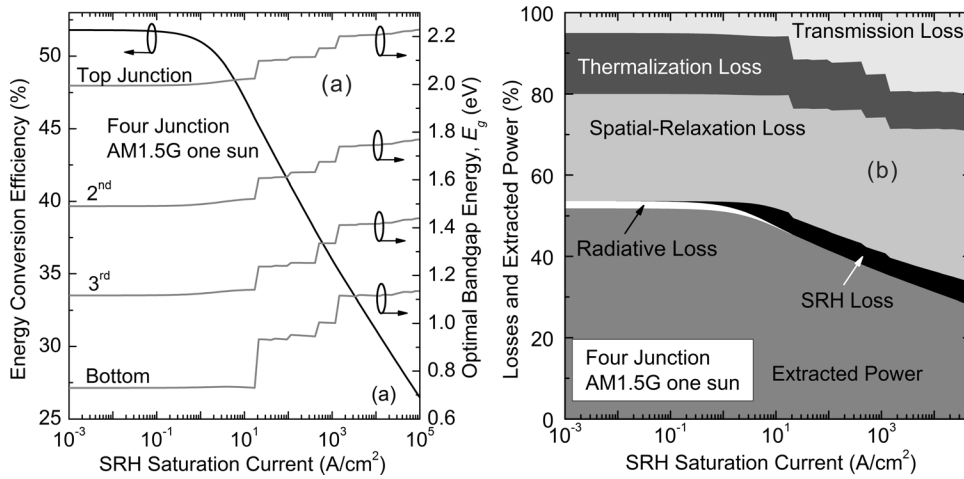 Energy Conversion Efficiency (%)
50
45
40
35
30
25
Top Junction
(a)
Four Junction
AM1.5G one sun
2nd
3rd
Bottom
(a)
2.2
2.0
1.8
1.6
1.4
1.2
1.0
0.8
0.6
Optimal Bandgap Energy, Eg (eV)
10-3 10-1 101 103 105
SRH Saturation Current (A/cm2)
Losses and Extracted Power (%)
100
80
60
40
20
0
Transmission Loss
Thermalization Loss
Spatial-Relaxation Loss
(b)
Radiative Loss
SRH Loss
Four Junction
AM1.5G one sun
Extracted Power
10-3 10-1 101 103
SRH Saturation Current (A/cm2)